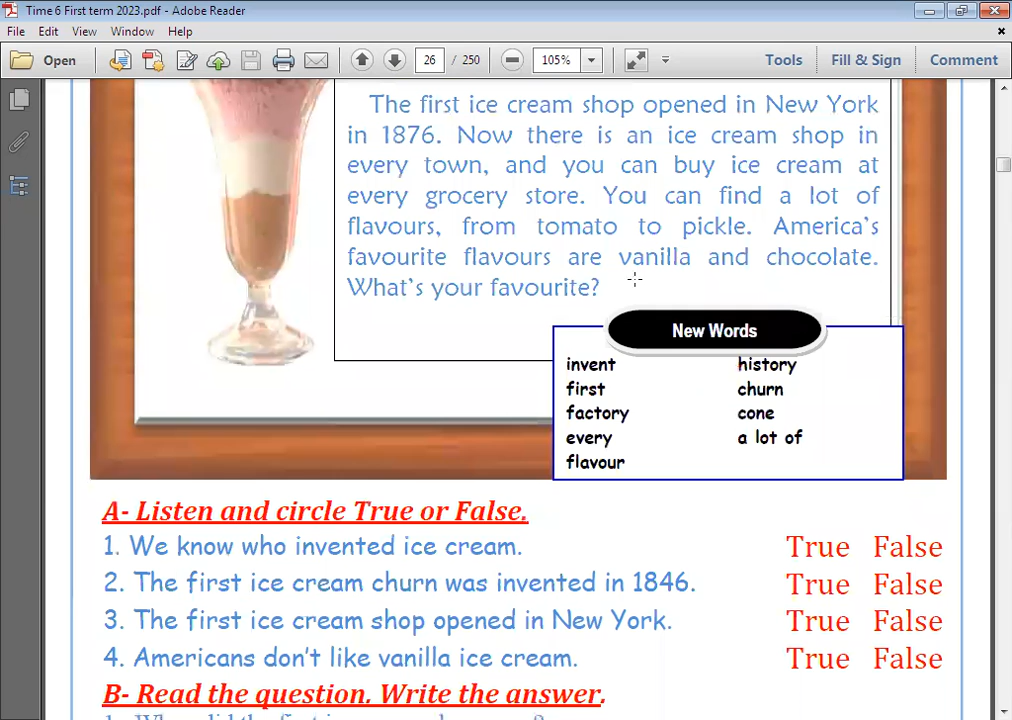 Time 6 First term 2023.pdf - Adobe Reader
File Edit View Window Help
Open 26 / 250 105% Tools Fill & Sign Comment
The first ice cream shop opened in New York
in 1876. Now there is an ice cream shop in
every town, and you can buy ice cream at
every grocery store. You can find a lot of
flavours, from tomato to pickle. America's
favourite flavours are vanilla and chocolate.
What's your favourite?
New Words
invent history
first churn
factory cone
every a lot of
flavour
A- Listen and circle True or False.
1. We know who invented ice cream. True False
2. The first ice cream churn was invented in 1846. True False
3. The first ice cream shop opened in New York. True False
4. Americans don't like vanilla ice cream. True False
B- Read the question. Write the answer.